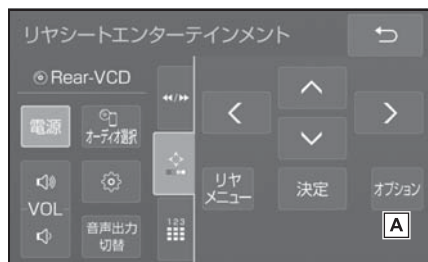 リヤシートエンターテインメント
Rear-VCD
電源
オーディオ選択
リヤ
メニュー
決定
オプション
VOL
音声出力
切替
123
A